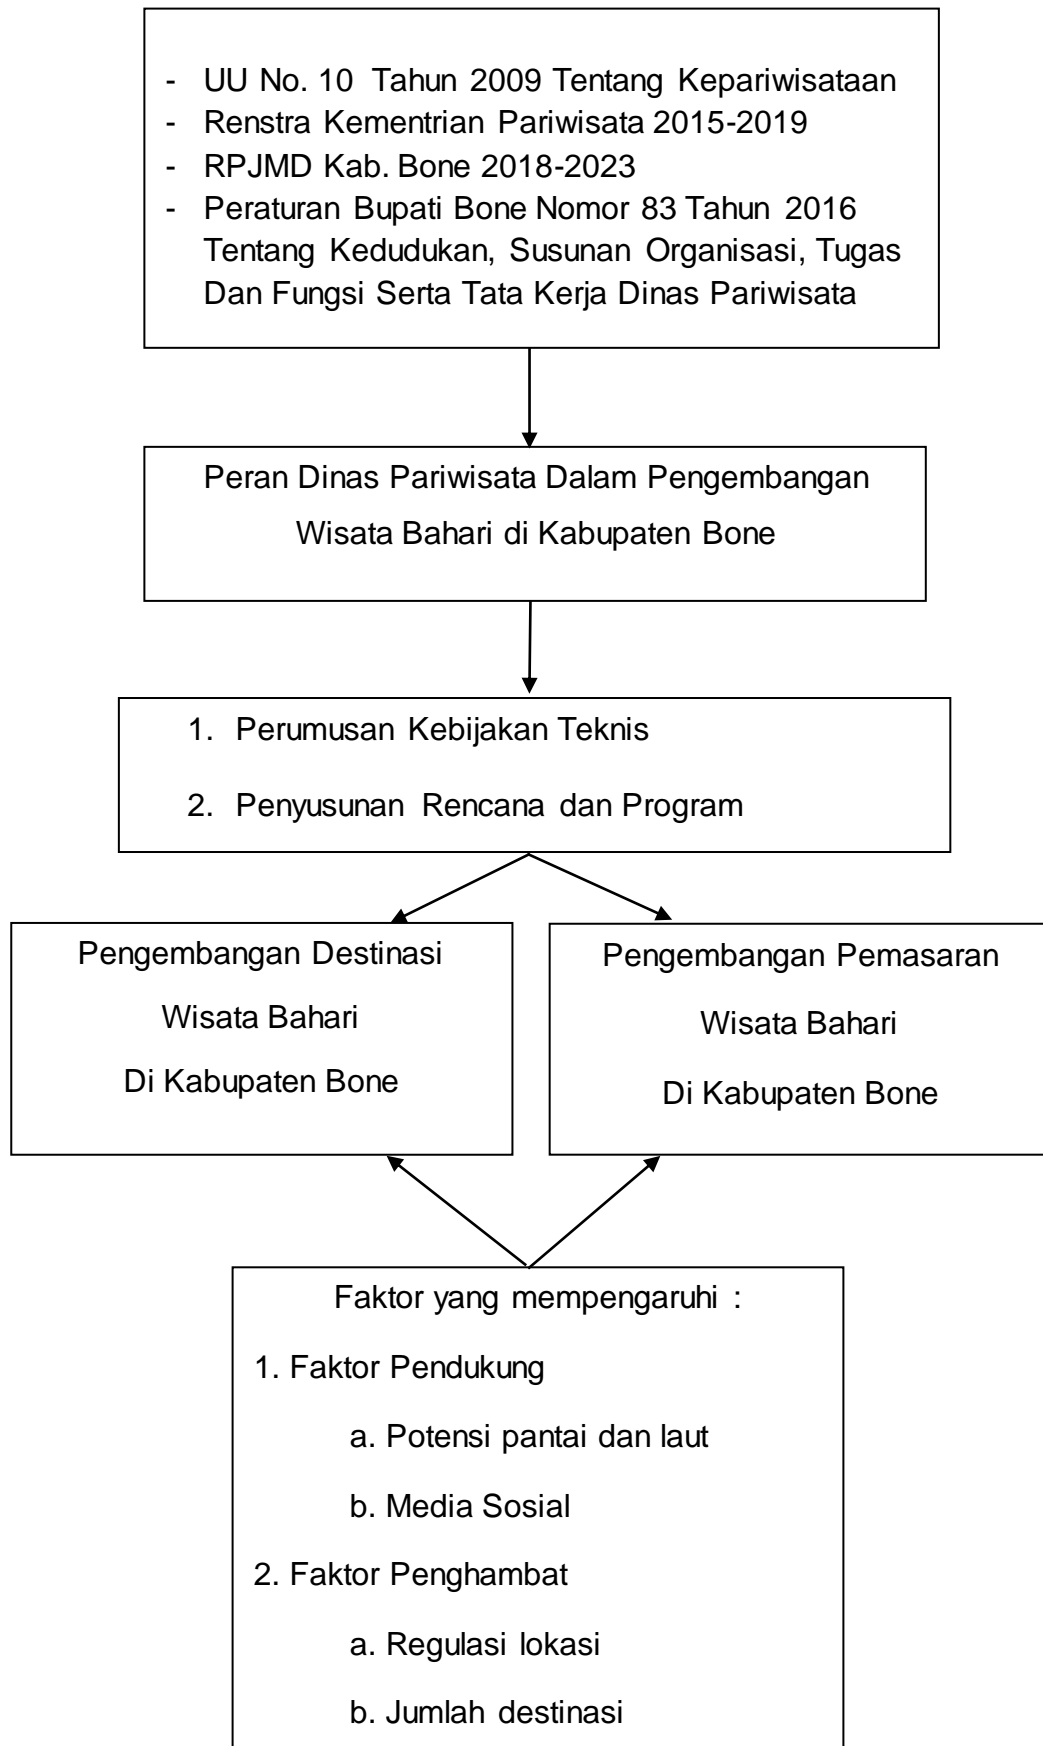 - UU No. 10 Tahun 2009 Tentang Kepariwisataan
- Renstra Kementrian Pariwisata 2015-2019
- RPJMD Kab. Bone 2018-2023
- Peraturan Bupati Bone Nomor 83 Tahun 2016
Tentang Kedudukan, Susunan Organisasi, Tugas
Dan Fungsi Serta Tata Kerja Dinas Pariwisata
Peran Dinas Pariwisata Dalam Pengembangan
Wisata Bahari di Kabupaten Bone
1. Perumusan Kebijakan Teknis
2. Penyusunan Rencana dan Program
Pengembangan Destinasi
Wisata Bahari
Di Kabupaten Bone
Pengembangan Pemasaran
Wisata Bahari
Di Kabupaten Bone
Faktor yang mempengaruhi :
1. Faktor Pendukung
a. Potensi pantai dan laut
b. Media Sosial
2. Faktor Penghambat
a. Regulasi lokasi
b. Jumlah destinasi